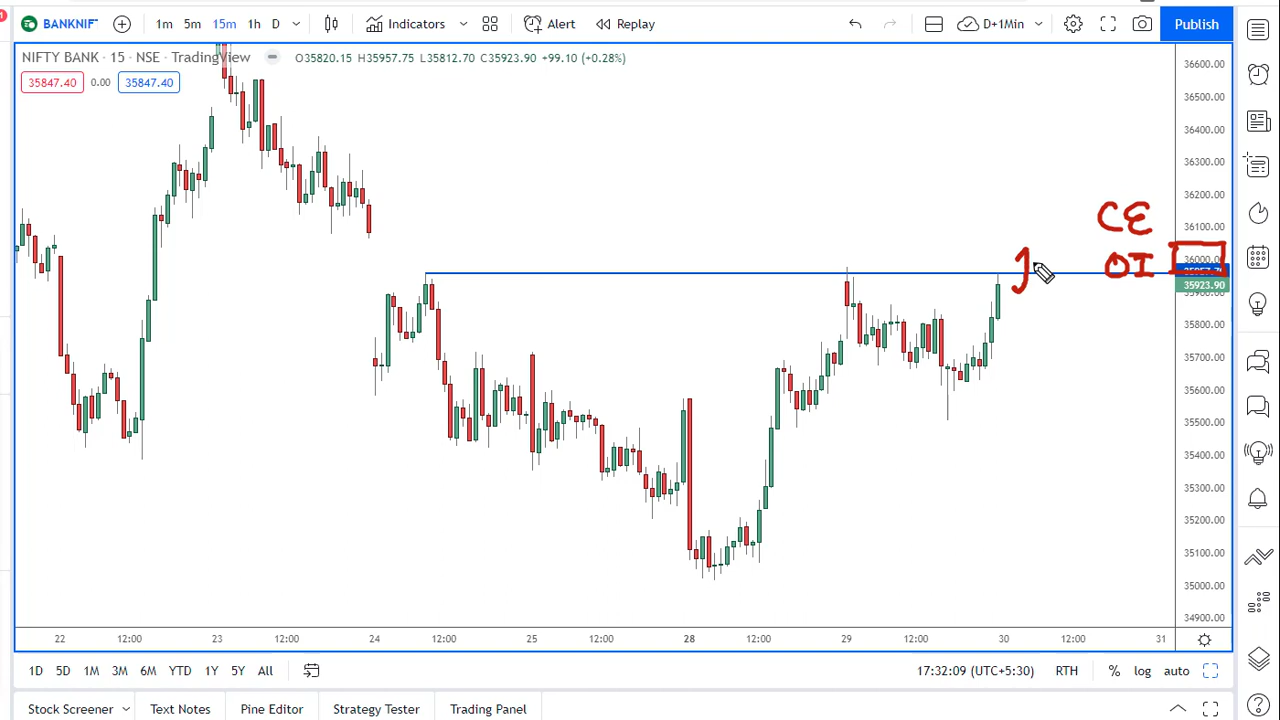 BANKNIF
1m 5m 15m 1h D
Indicators
Alert
Replay
D+1Min
Publish
NIFTY BANK · 15 · NSE · TradingView
O35820.15 H35957.75 L35812.70 C35923.90 +99.10 (+0.28%)
35847.40 0.00 35847.40
36600.00
36500.00
36400.00
36300.00
36200.00
36100.00
CE
36000.00
OI
35923.90
35800.00
35700.00
35600.00
35500.00
35400.00
35300.00
35200.00
35100.00
35000.00
34900.00
22 12:00 23 12:00 24 12:00 25 12:00 28 12:00 29 12:00 30 12:00 31
1D 5D 1M 3M 6M YTD 1Y 5Y All
17:32:09 (UTC+5:30) RTH % log auto
Stock Screener Text Notes Pine Editor Strategy Tester Trading Panel